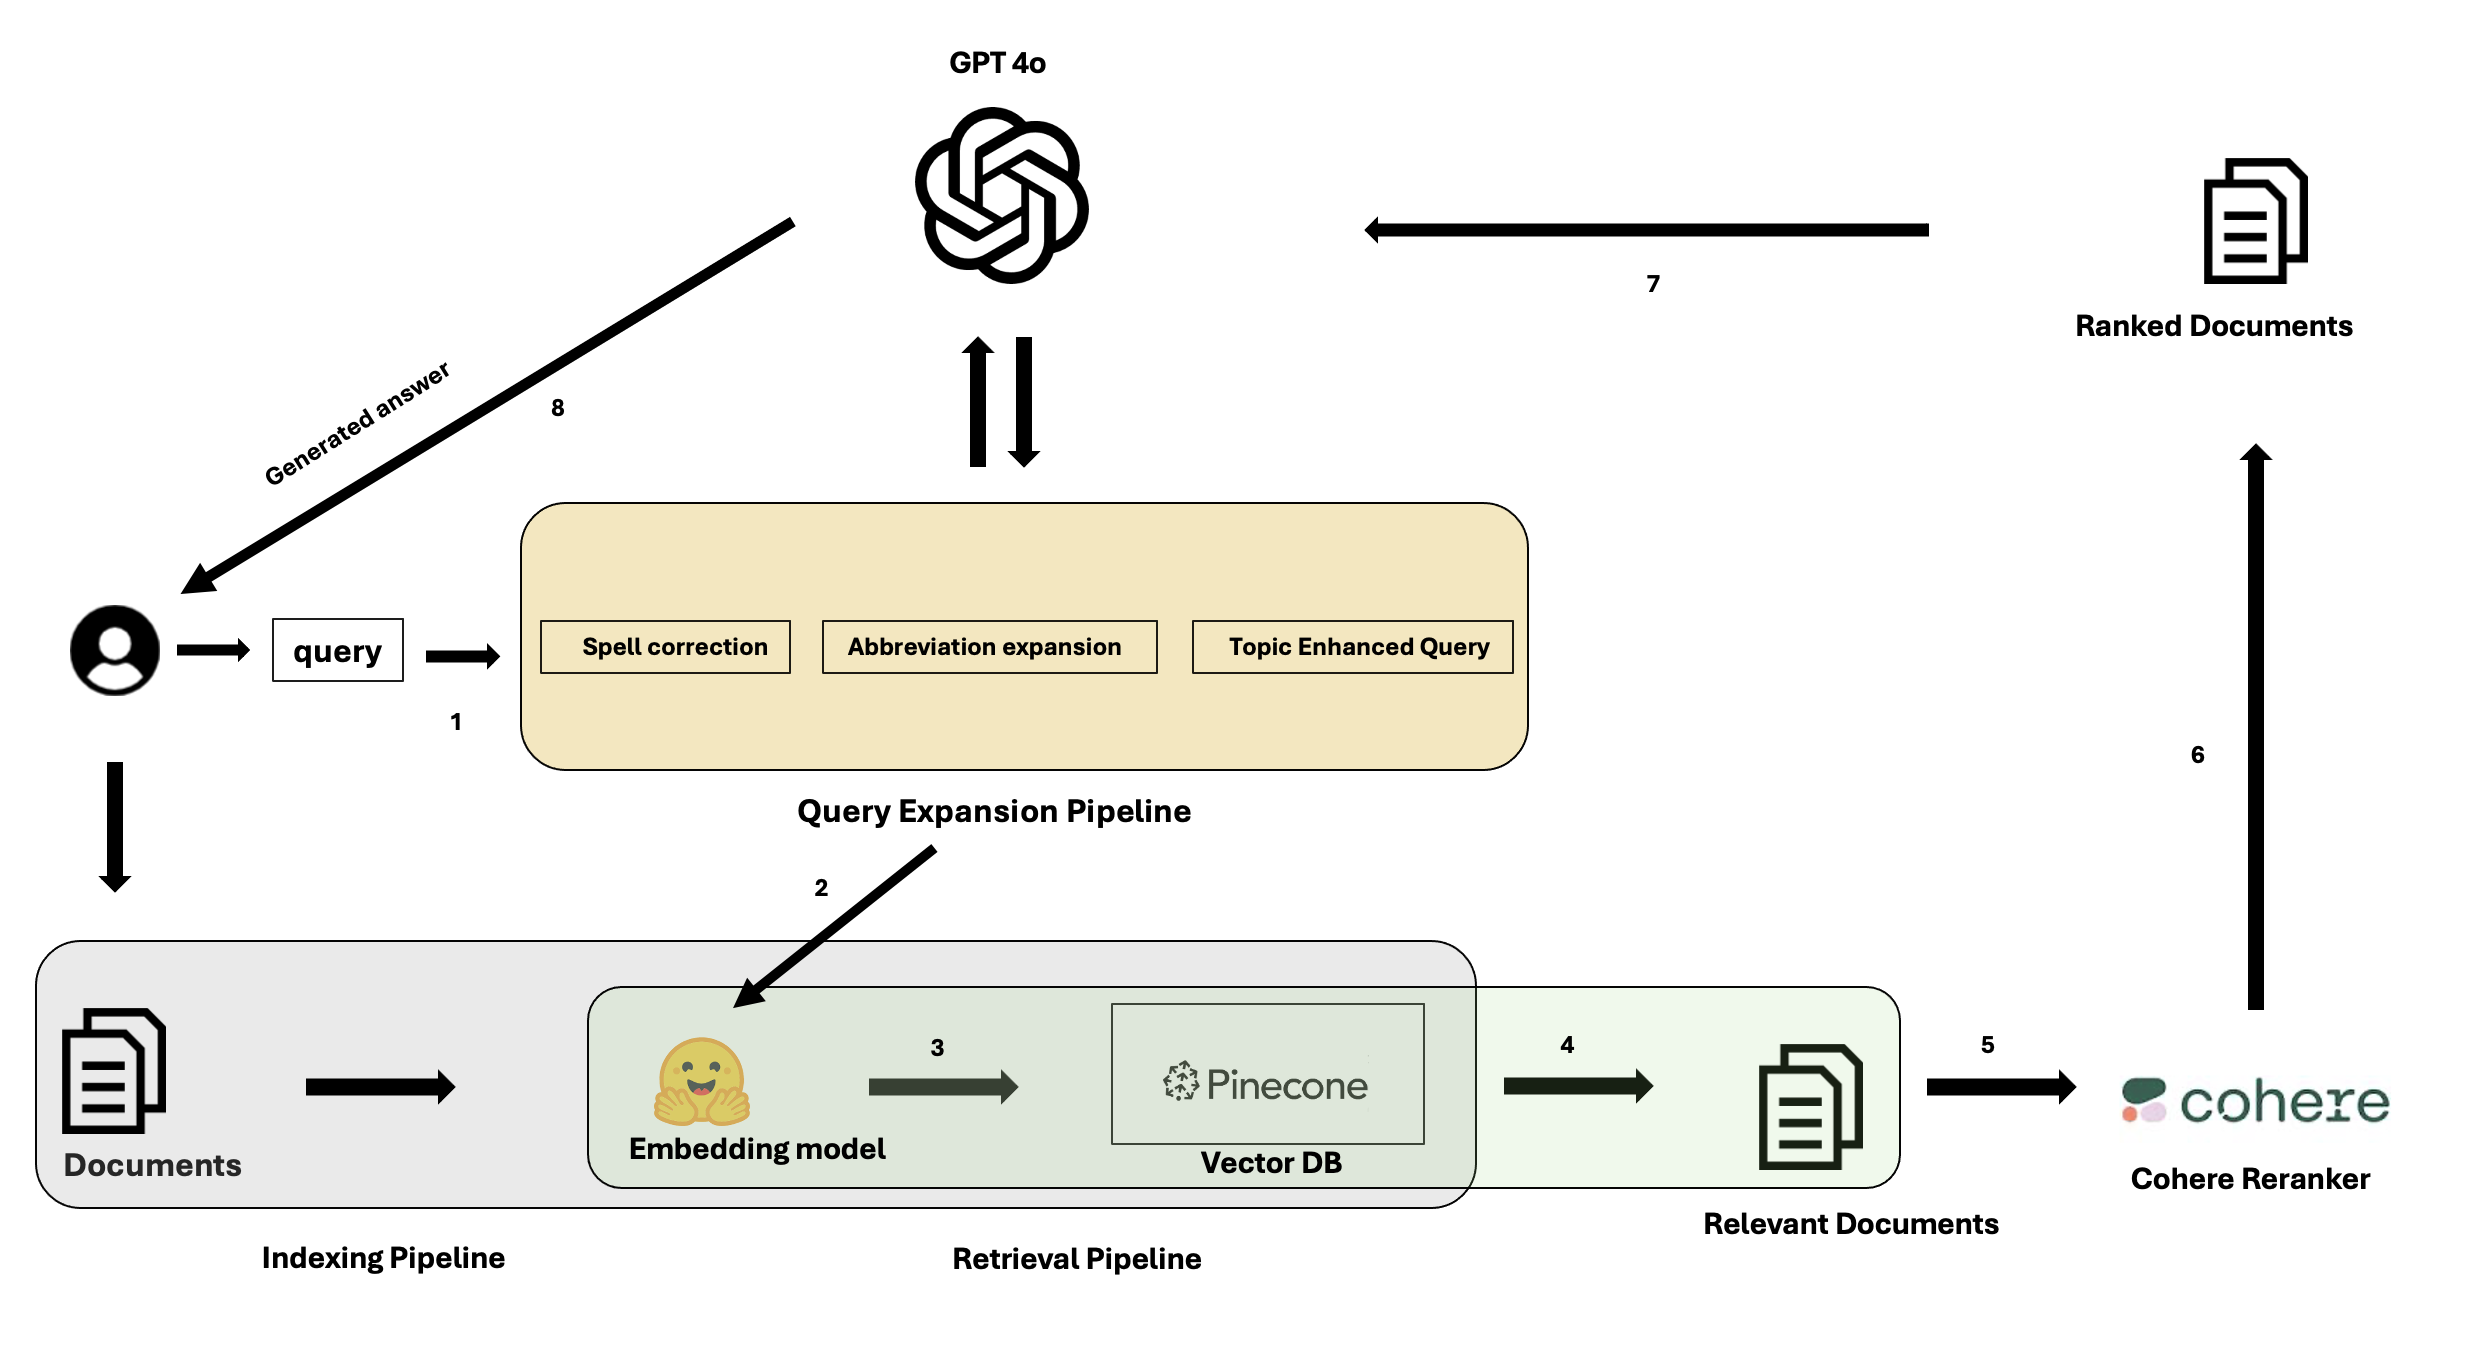 GPT 4o
Ranked Documents
7
Generated answer
8
query
1
Spell correction
Abbreviation expansion
Topic Enhanced Query
Query Expansion Pipeline
2
6
Documents
Embedding model
3
Pinecone
Vector DB
4
Relevant Documents
5
cohere
Cohere Reranker
Indexing Pipeline
Retrieval Pipeline